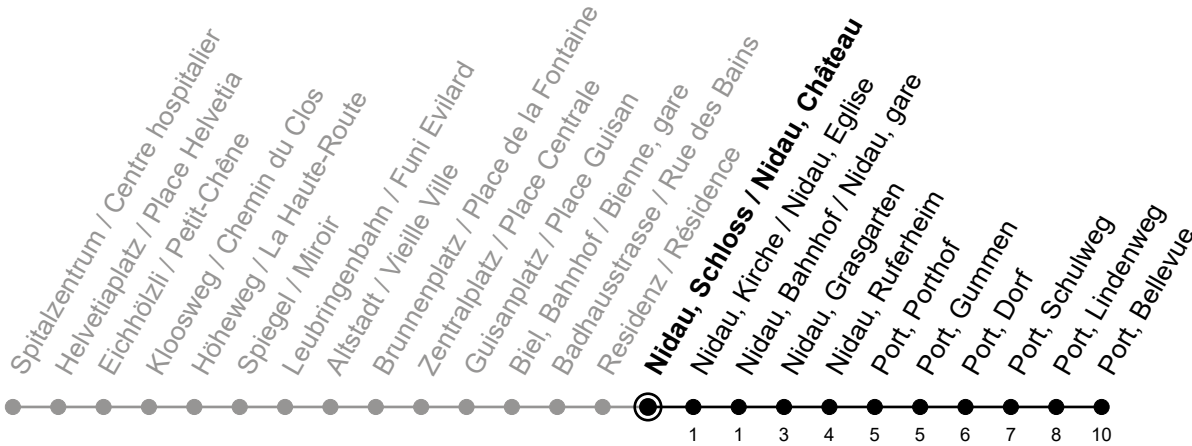 Spitalzentrum / Centre hospitalier
Helvetiaplatz / Place Helvetia
Eichhölzli / Petit-Chêne
Kloosweg / Chemin du Clos
Höheweg / La Haute-Route
Spiegel / Miroir
Leubringenbahn / Funi Evilard
Altstadt / Vieille Ville
Brunnenplatz / Place de la Fontaine
Zentralplatz / Place Centrale
Guisanplatz / Place Guisan
Biel, Bahnhof / Bienne, gare
Badhausstrasse / Rue des Bains
Residenz / Résidence
Nidau, Schloss / Nidau, Château
Nidau, Kirche / Nidau, Eglise
Nidau, Bahnhof / Nidau, gare
Nidau, Grasgarten
Nidau, Ruferheim
Port, Porthof
Port, Gummen
Port, Dorf
Port, Schulweg
Port, Lindenweg
Port, Bellevue
1 1 3 4 5 5 6 7 8 10